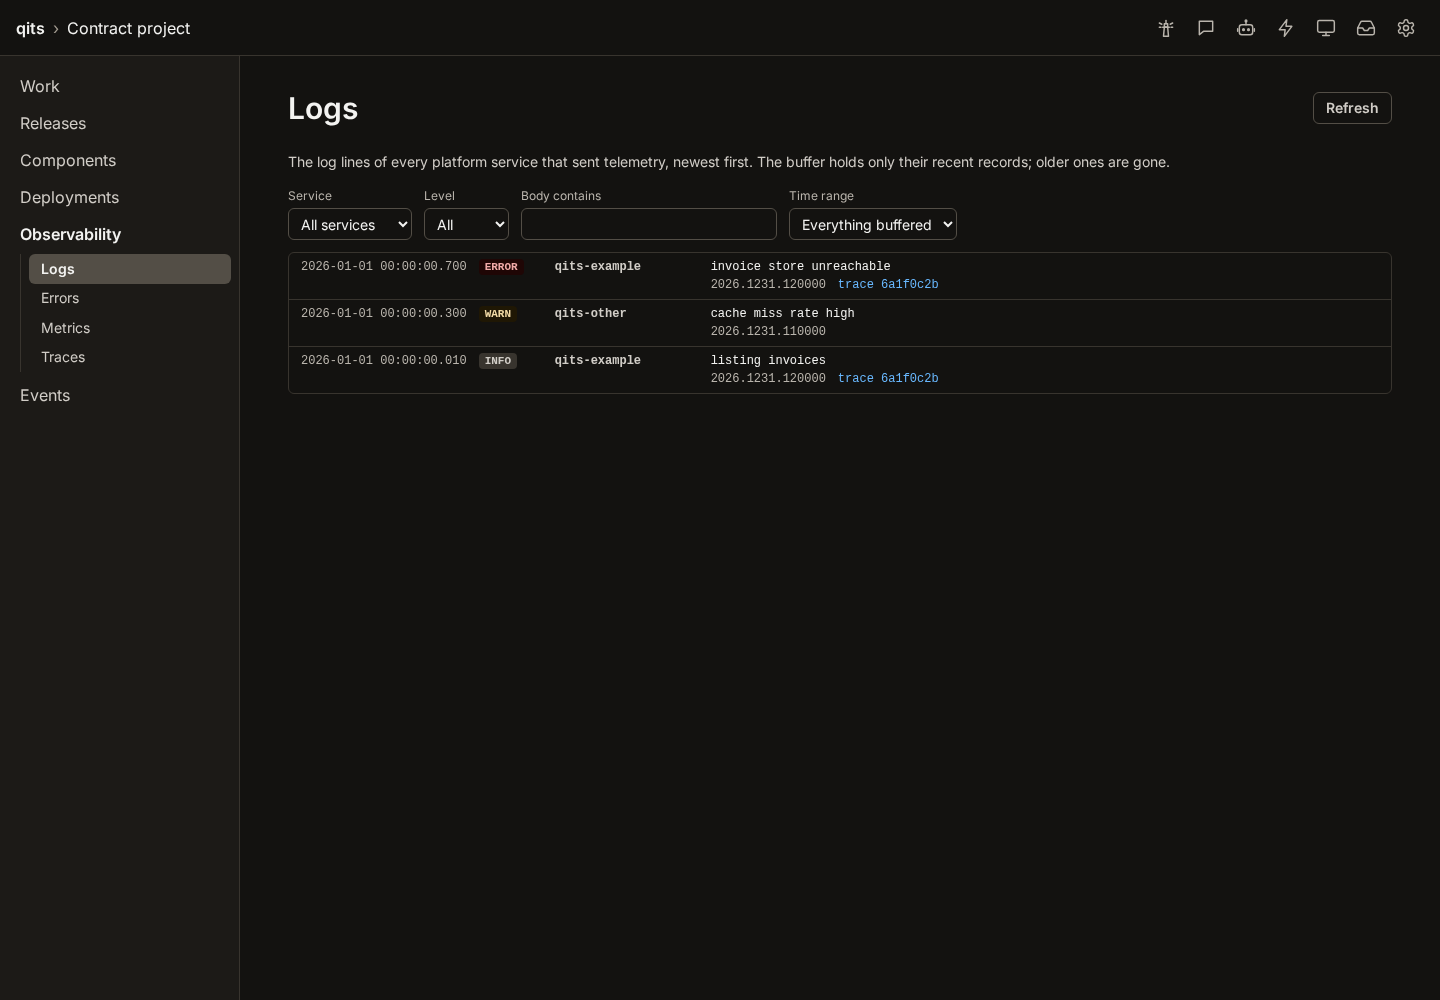 qits › Contract project
Work
Releases
Components
Deployments
Observability
Logs
Errors
Metrics
Traces
Events
Logs
Refresh
The log lines of every platform service that sent telemetry, newest first. The buffer holds only their recent records; older ones are gone.
Service Level Body contains Time range
All services All Everything buffered
2026-01-01 00:00:00.700 ERROR qits-example invoice store unreachable
2026.1231.120000 trace 6a1f0c2b
2026-01-01 00:00:00.300 WARN qits-other cache miss rate high
2026.1231.110000
2026-01-01 00:00:00.010 INFO qits-example listing invoices
2026.1231.120000 trace 6a1f0c2b